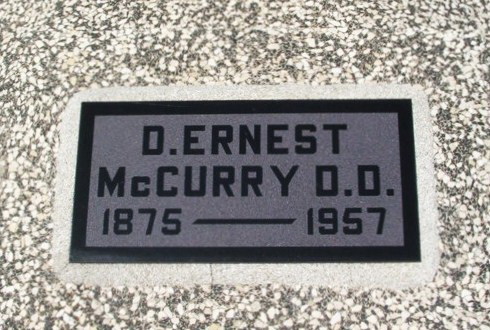 D.ERNEST
McCURRY D.D.
1875 — 1957